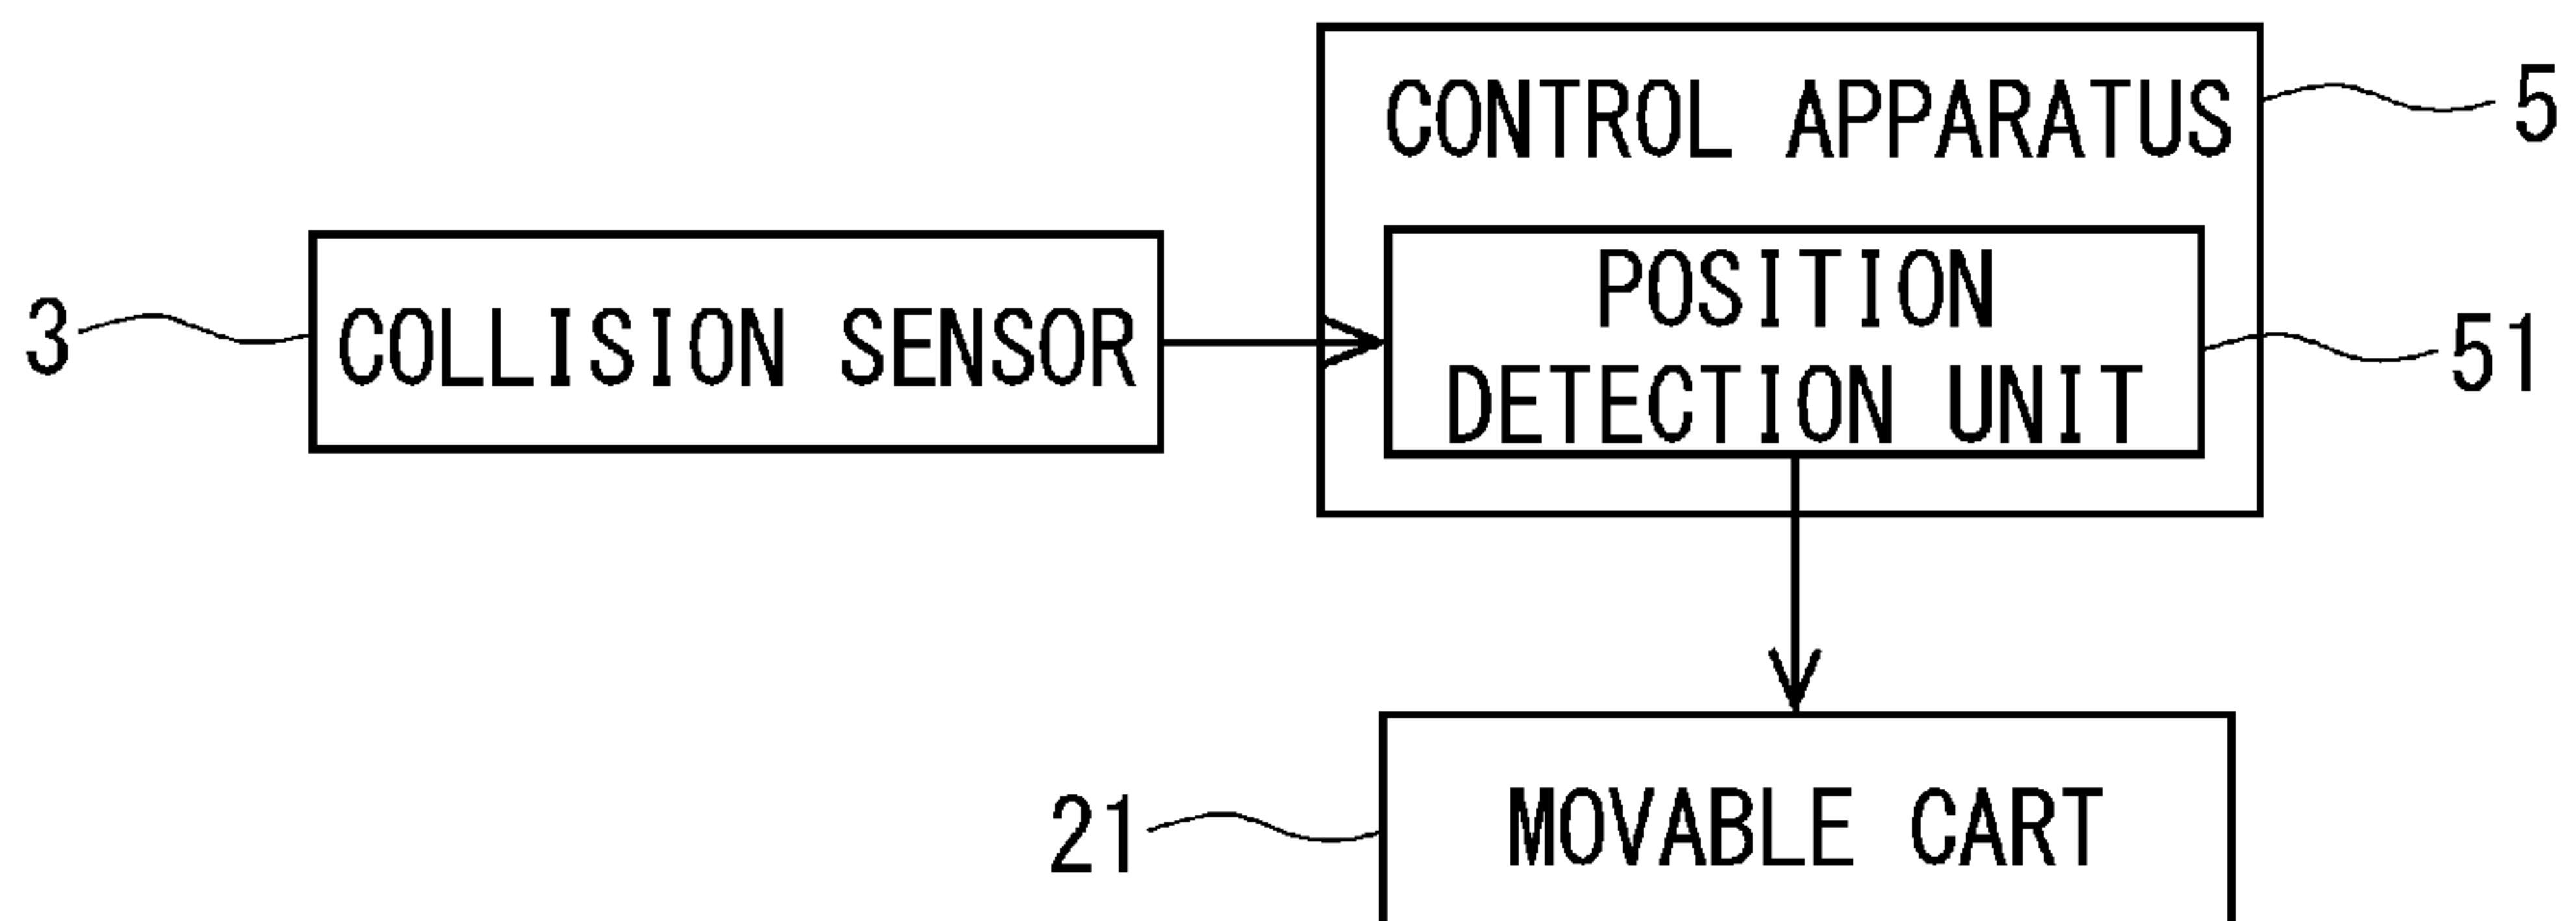 CONTROL APPARATUS
5
3
COLLISION SENSOR
POSITION
DETECTION UNIT
51
21
MOVABLE CART